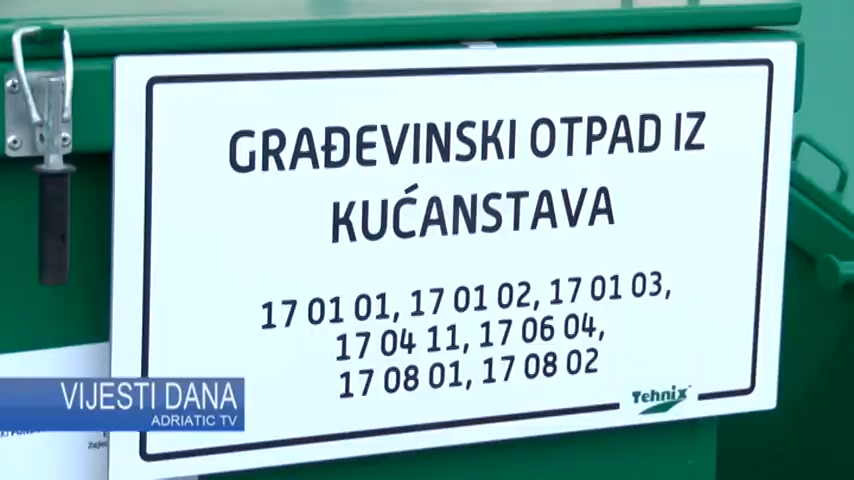 GRAĐEVINSKI OTPAD IZ
KUĆANSTAVA
17 01 01, 17 01 02, 17 01 03,
17 04 11, 17 06 04,
17 08 01, 17 08 02
Tehnix
VIJESTI DANA
ADRIATIC TV